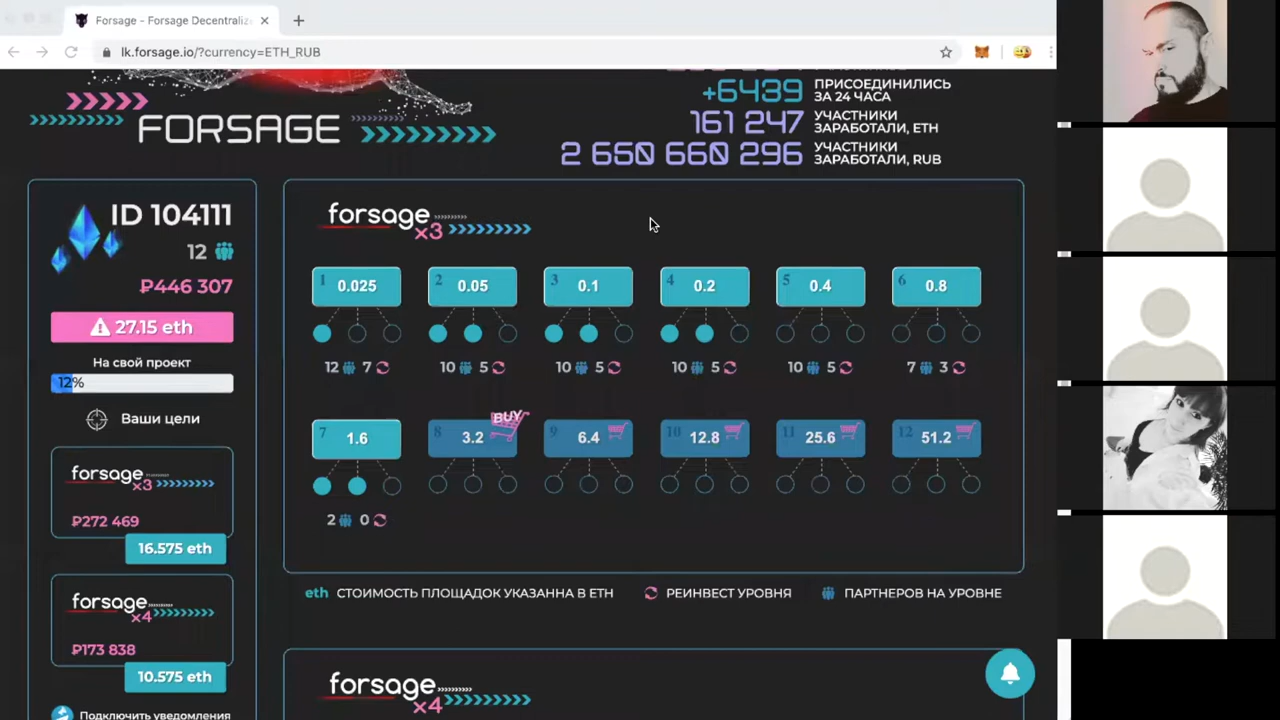 Forsage - Forsage Decentraliz
lk.forsage.io/?currency=ETH_RUB
+6439 ПРИСОЕДИНИЛИСЬ
ЗА 24 ЧАСА
161 247 УЧАСТНИКИ
ЗАРАБОТАЛИ, ETH
2 650 660 296 УЧАСТНИКИ
ЗАРАБОТАЛИ, RUB
FORSAGE
ID 104111
12
₽446 307
27.15 eth
На свой проект
12%
Ваши цели
forsage
x3
₽272 469
16.575 eth
forsage
x4
₽173 838
10.575 eth
Подключить уведомления
forsage
x3
1 0.025
2 0.05
3 0.1
4 0.2
5 0.4
6 0.8
12 7
10 5
10 5
10 5
10 5
7 3
BUY
7 1.6
8 3.2
9 6.4
10 12.8
11 25.6
12 51.2
2 0
eth СТОИМОСТЬ ПЛОЩАДОК УКАЗАННА В ETH
РЕИНВЕСТ УРОВНЯ
ПАРТНЕРОВ НА УРОВНЕ
forsage
x4